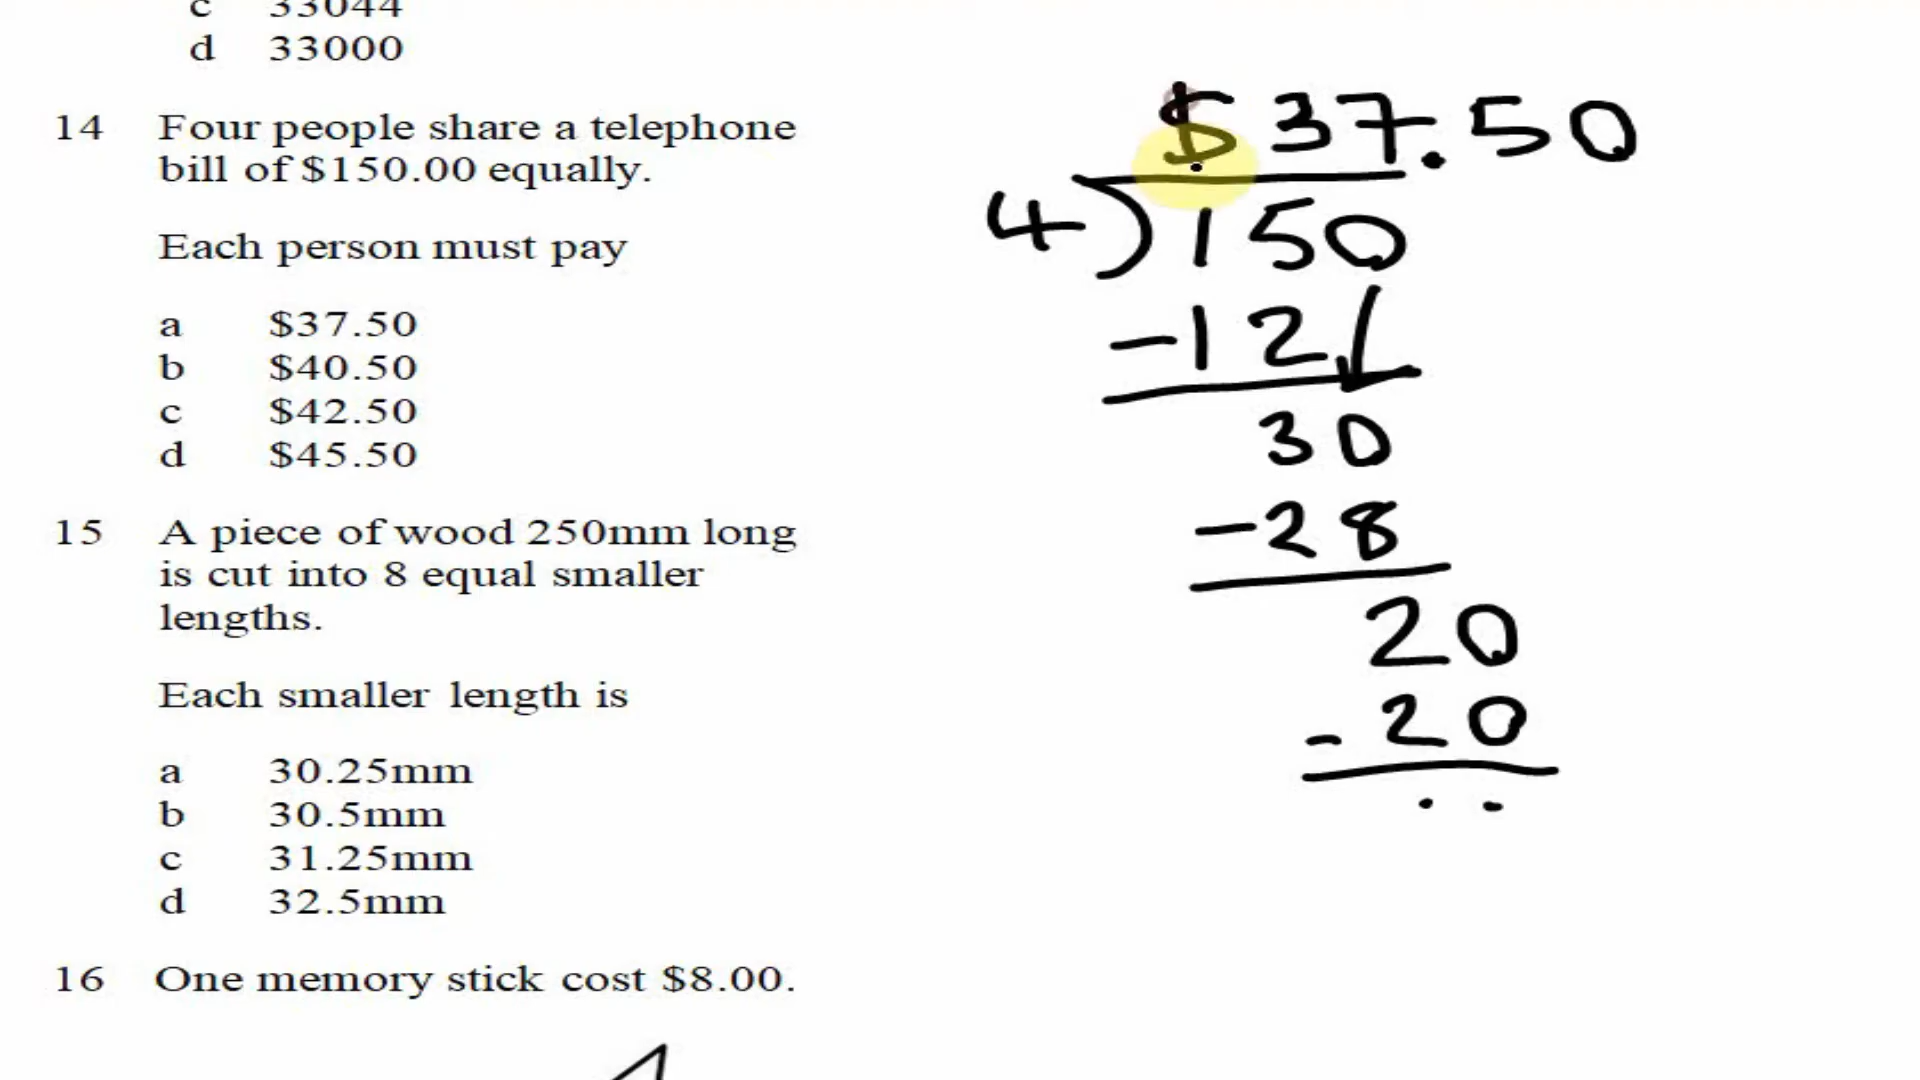 c 33044
d 33000
14 Four people share a telephone
bill of $150.00 equally.
Each person must pay
a $37.50
b $40.50
c $42.50
d $45.50
15 A piece of wood 250mm long
is cut into 8 equal smaller
lengths.
Each smaller length is
a 30.25mm
b 30.5mm
c 31.25mm
d 32.5mm
16 One memory stick cost $8.00.
$37.50
4)150
-12
30
-28
20
-20